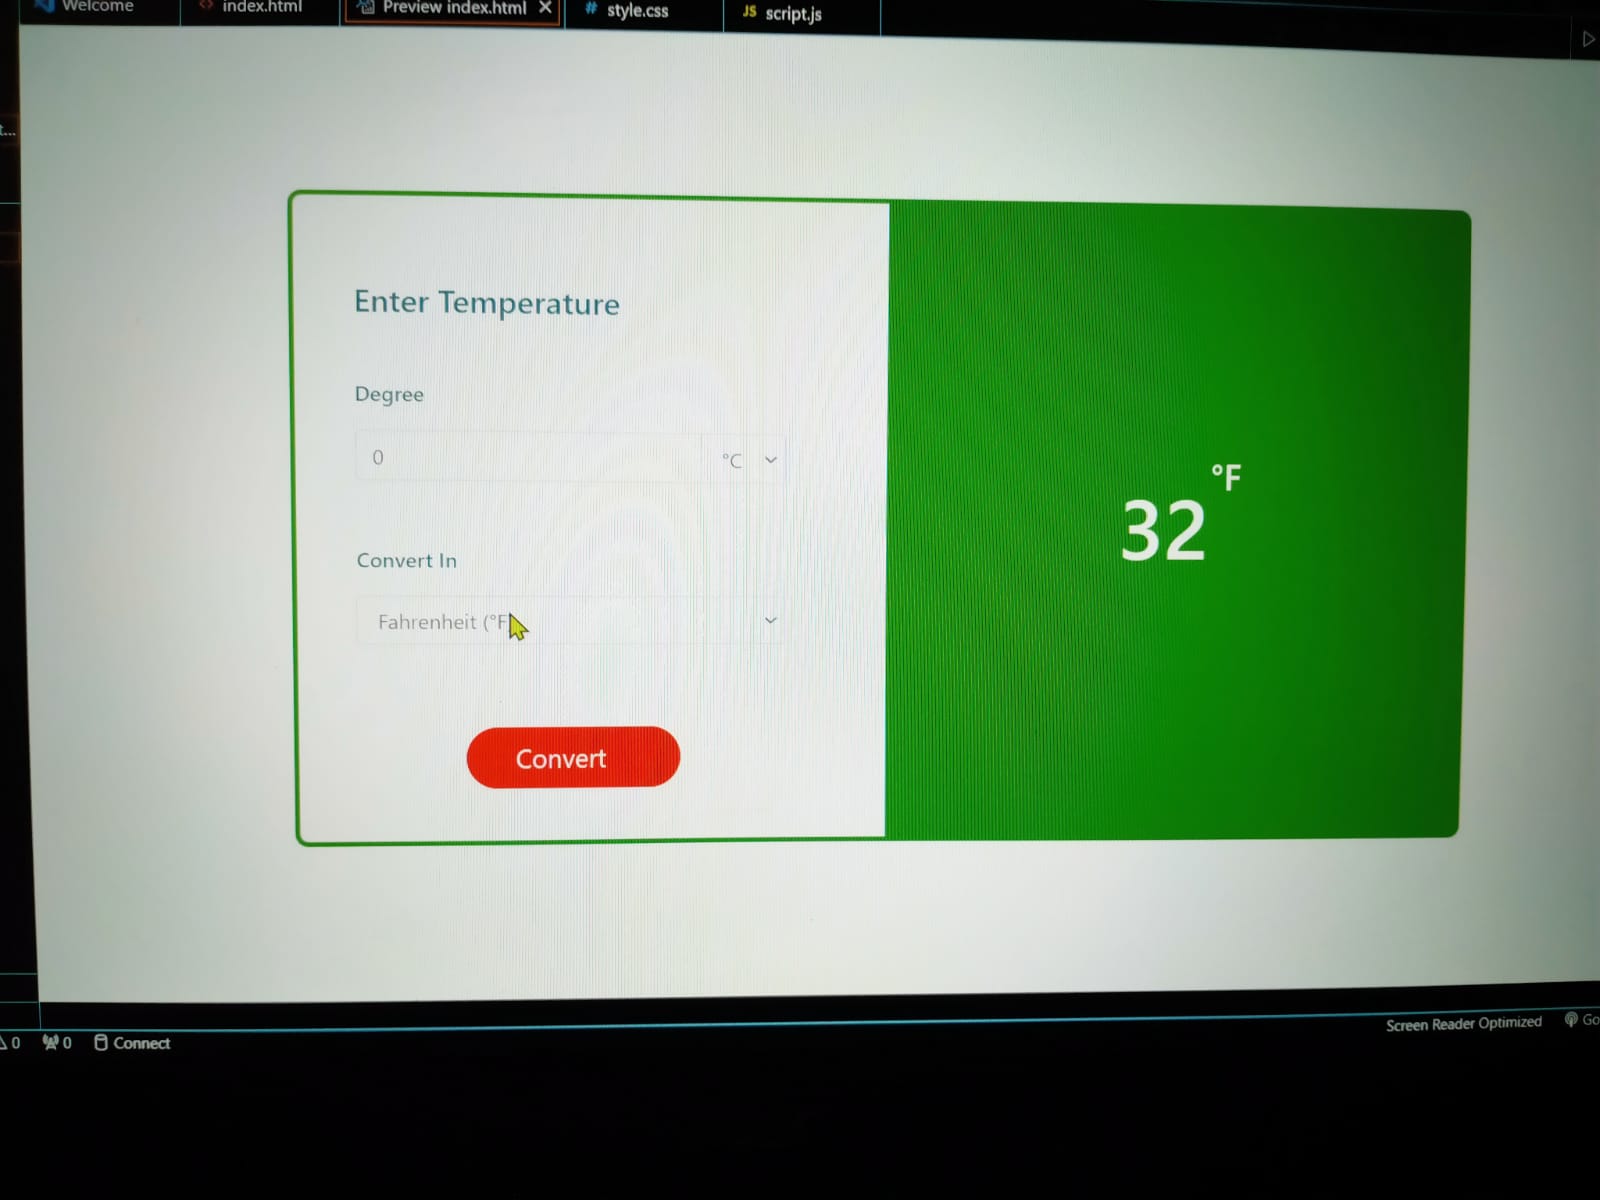 Welcome
index.html
Preview index.html
# style.css
JS script.js
Enter Temperature
Degree
0 °C
Convert In
Fahrenheit (°F
Convert
32 °F
0 0 Connect
Screen Reader Optimized Go